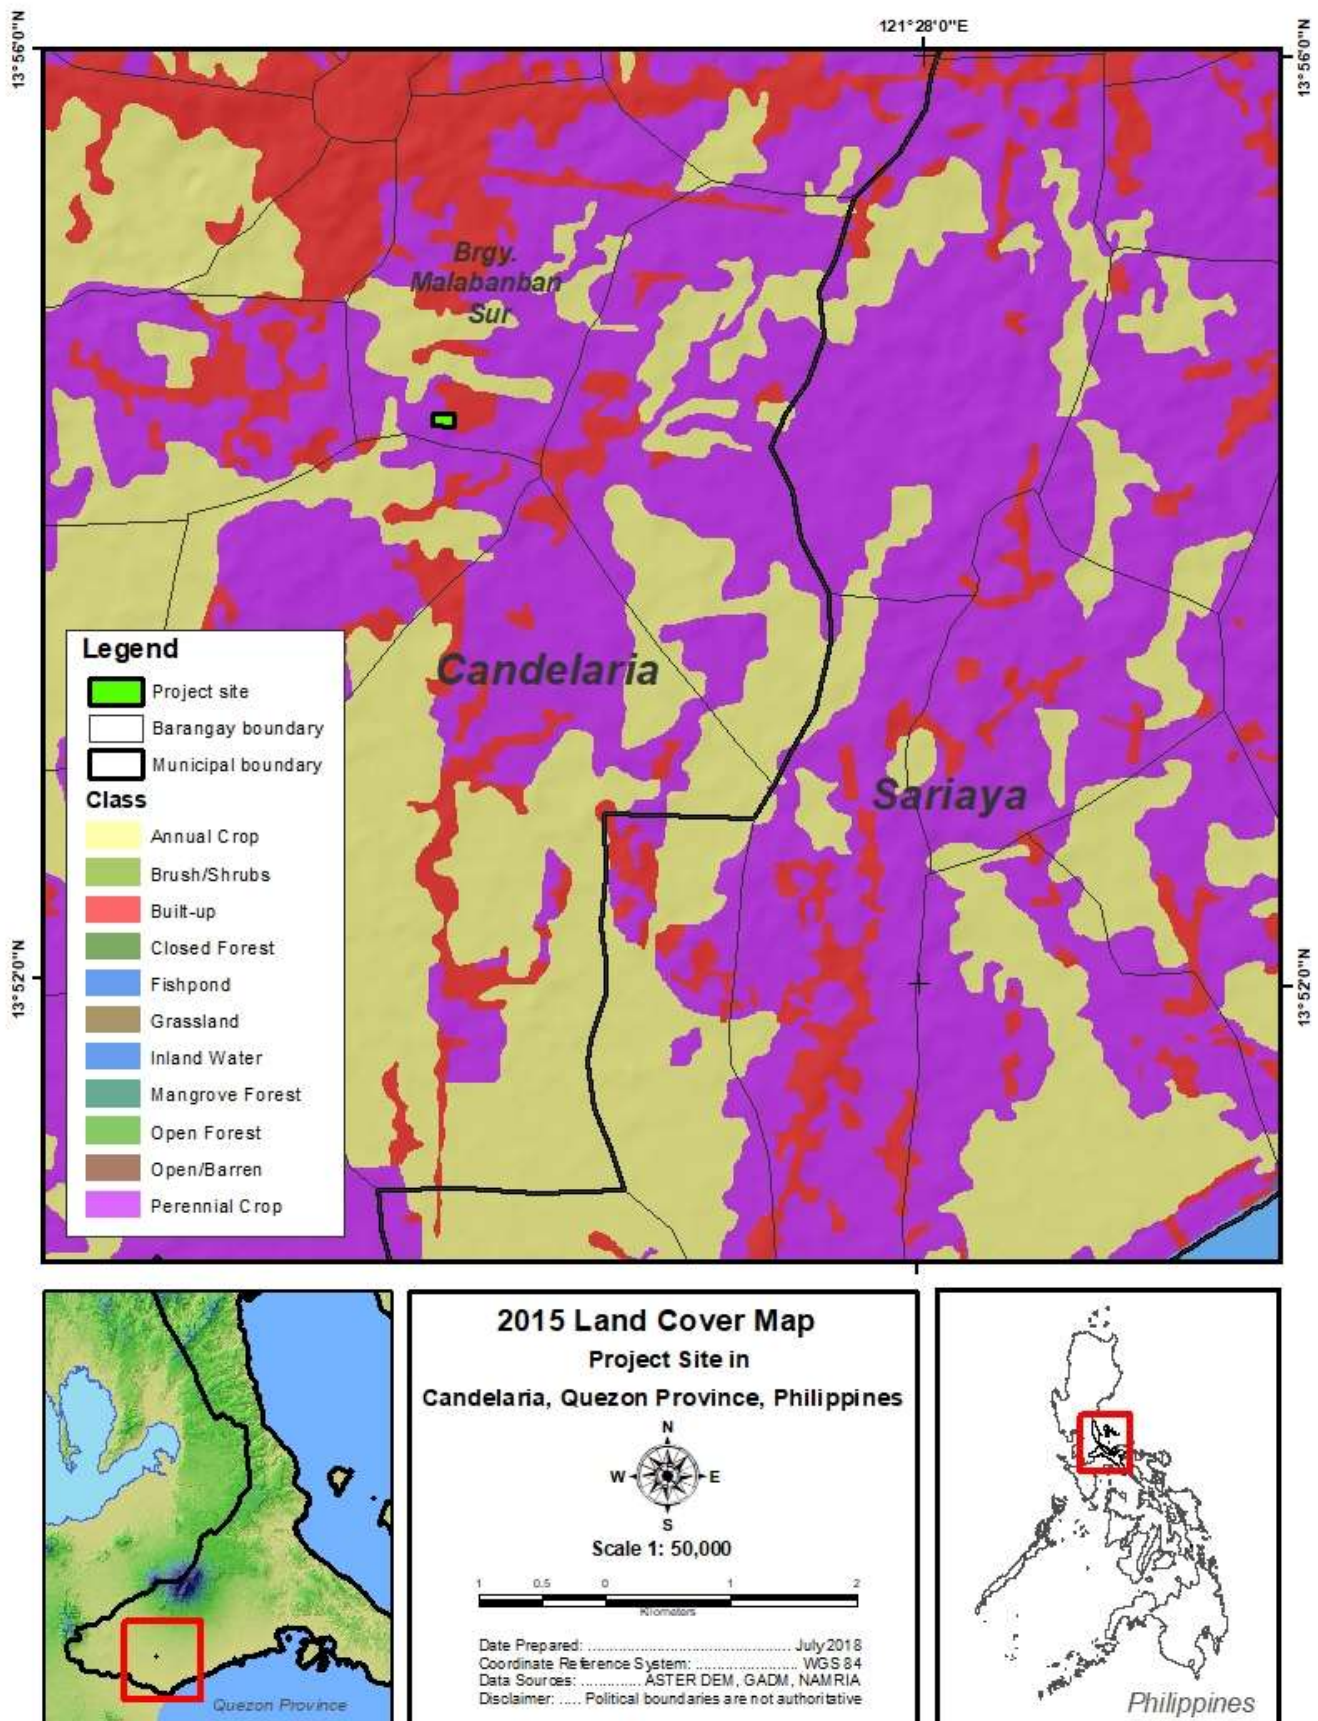 121°28'0"E
13°56'0"N
13°56'0"N
Brgy.
Malabanban
Sur
Candelaria
Sariaya
13°52'0"N
13°52'0"N
Legend
Project site
Barangay boundary
Municipal boundary
Class
Annual Crop
Brush/Shrubs
Built-up
Closed Forest
Fishpond
Grassland
Inland Water
Mangrove Forest
Open Forest
Open/Barren
Perennial Crop
Quezon Province
2015 Land Cover Map
Project Site in
Candelaria, Quezon Province, Philippines
N
W E
S
Scale 1: 50,000
1 0.5 0 1 2
Kilometers
Date Prepared: ........................................ July 2018
Coordinate Reference System: ....................... WGS 84
Data Sources: .............. ASTER DEM, GADM, NAMRIA
Disclaimer: ..... Political boundaries are not authoritative
Philippines